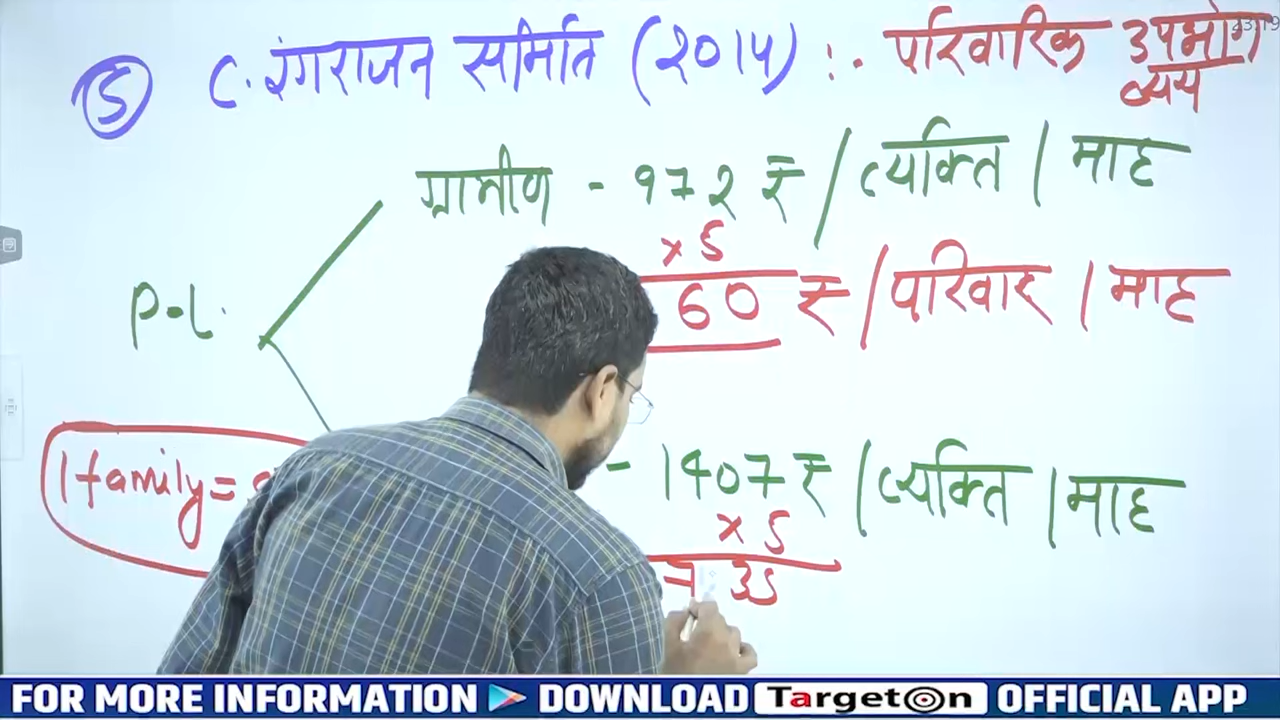 5 C. रंगराजन समिति (2014) :- परिवारिक उपभोग
व्यय
ग्रामीण - 972 ₹ / व्यक्ति / माह
x 5
60 ₹ / परिवार / माह
P.L.
1 family =
- 1407 ₹ / व्यक्ति / माह
x 5
35
FOR MORE INFORMATION DOWNLOAD TargetOn OFFICIAL APP